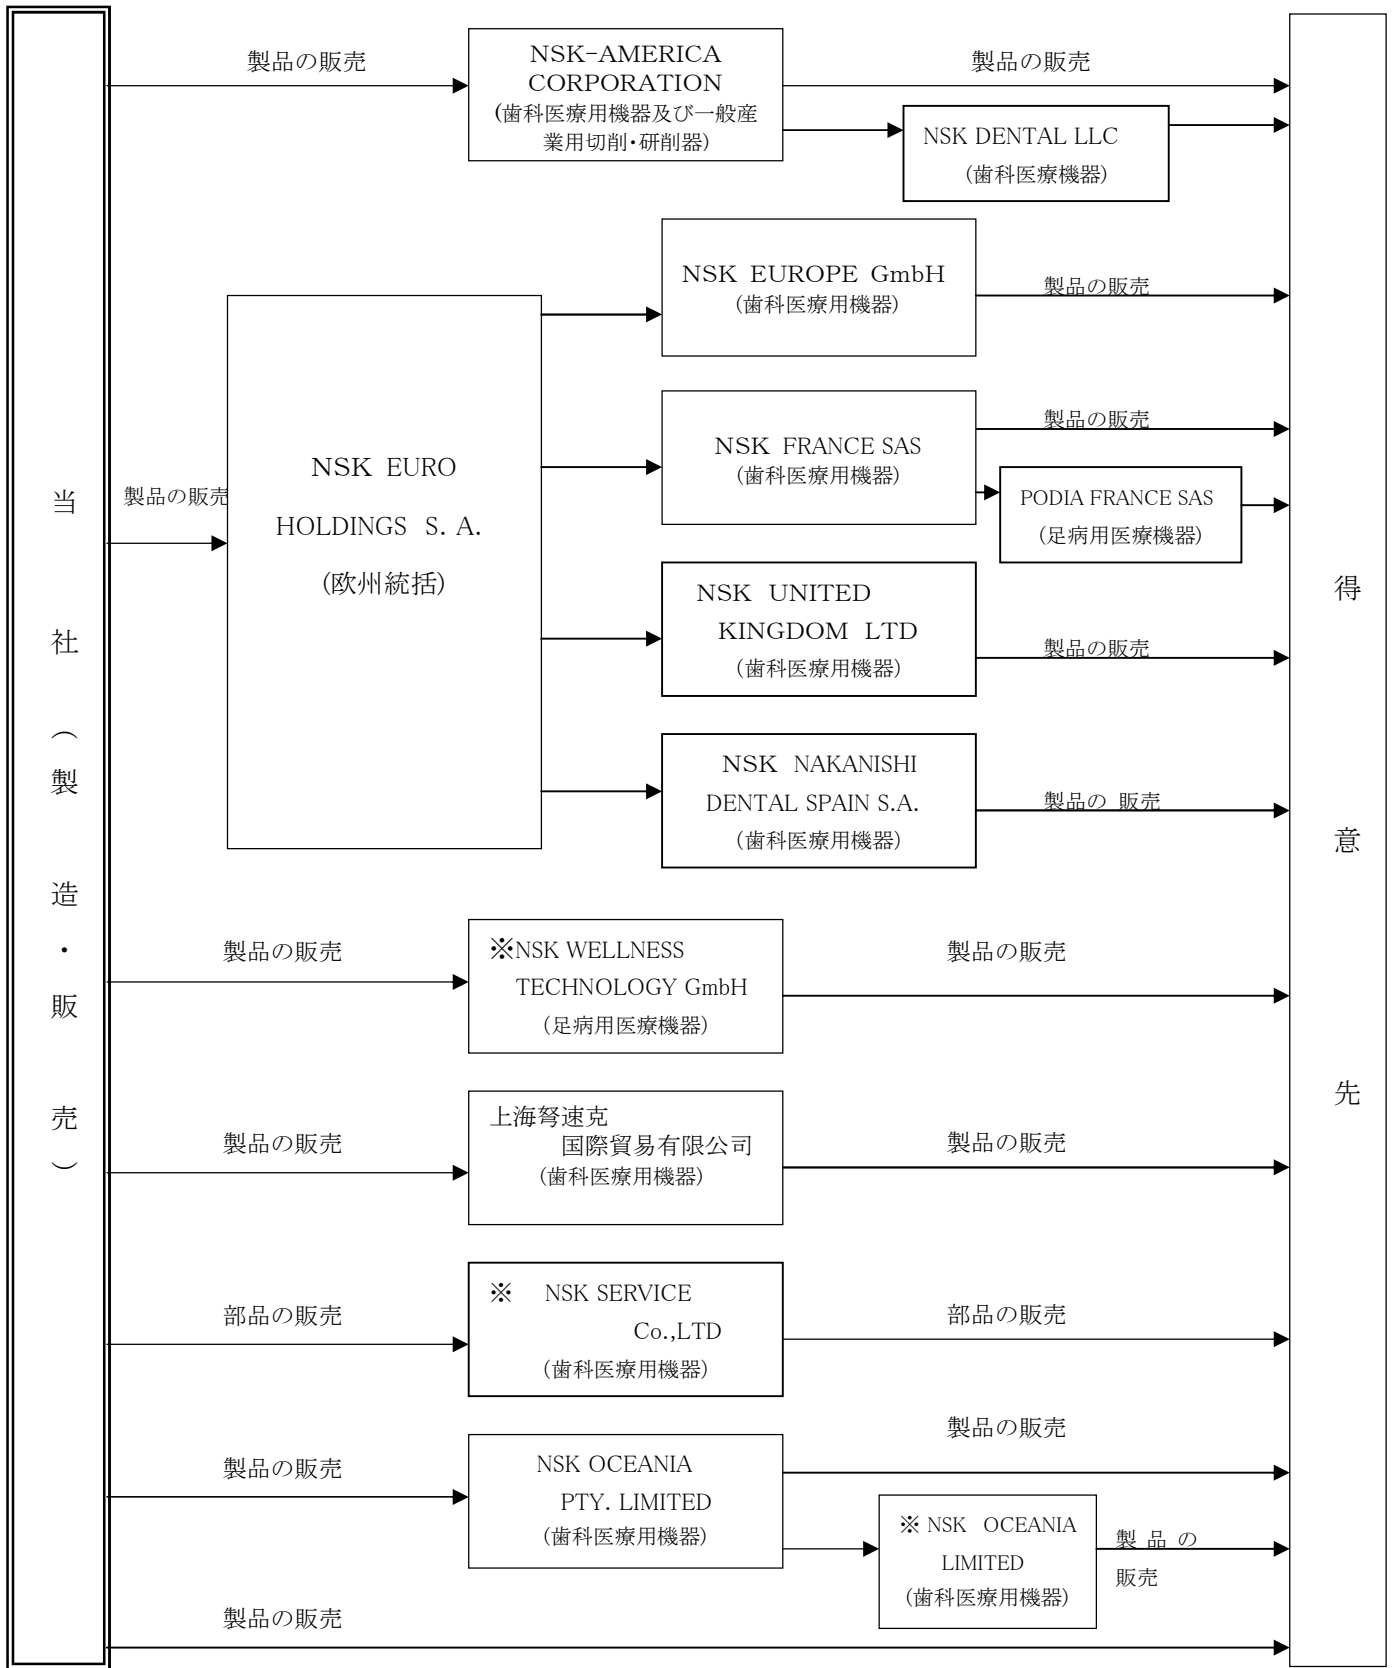 当社(製造・販売)
製品の販売
NSK-AMERICA
CORPORATION
(歯科医療用機器及び一般産
業用切削・研削器)
製品の販売
NSK DENTAL LLC
(歯科医療機器)
製品の販売
NSK EURO
HOLDINGS S. A.
(欧州統括)
NSK EUROPE GmbH
(歯科医療用機器)
製品の販売
NSK FRANCE SAS
(歯科医療用機器)
製品の販売
PODIA FRANCE SAS
(足病用医療機器)
NSK UNITED
KINGDOM LTD
(歯科医療用機器)
製品の販売
NSK NAKANISHI
DENTAL SPAIN S.A.
(歯科医療用機器)
製品の 販売
製品の販売
※NSK WELLNESS
TECHNOLOGY GmbH
(足病用医療機器)
製品の販売
製品の販売
上海弩速克
国際貿易有限公司
(歯科医療用機器)
製品の販売
部品の販売
※ NSK SERVICE
Co.,LTD
(歯科医療用機器)
部品の販売
製品の販売
NSK OCEANIA
PTY. LIMITED
(歯科医療用機器)
製品の販売
※ NSK OCEANIA
LIMITED
(歯科医療用機器)
製 品 の
販売
製品の販売
得意先